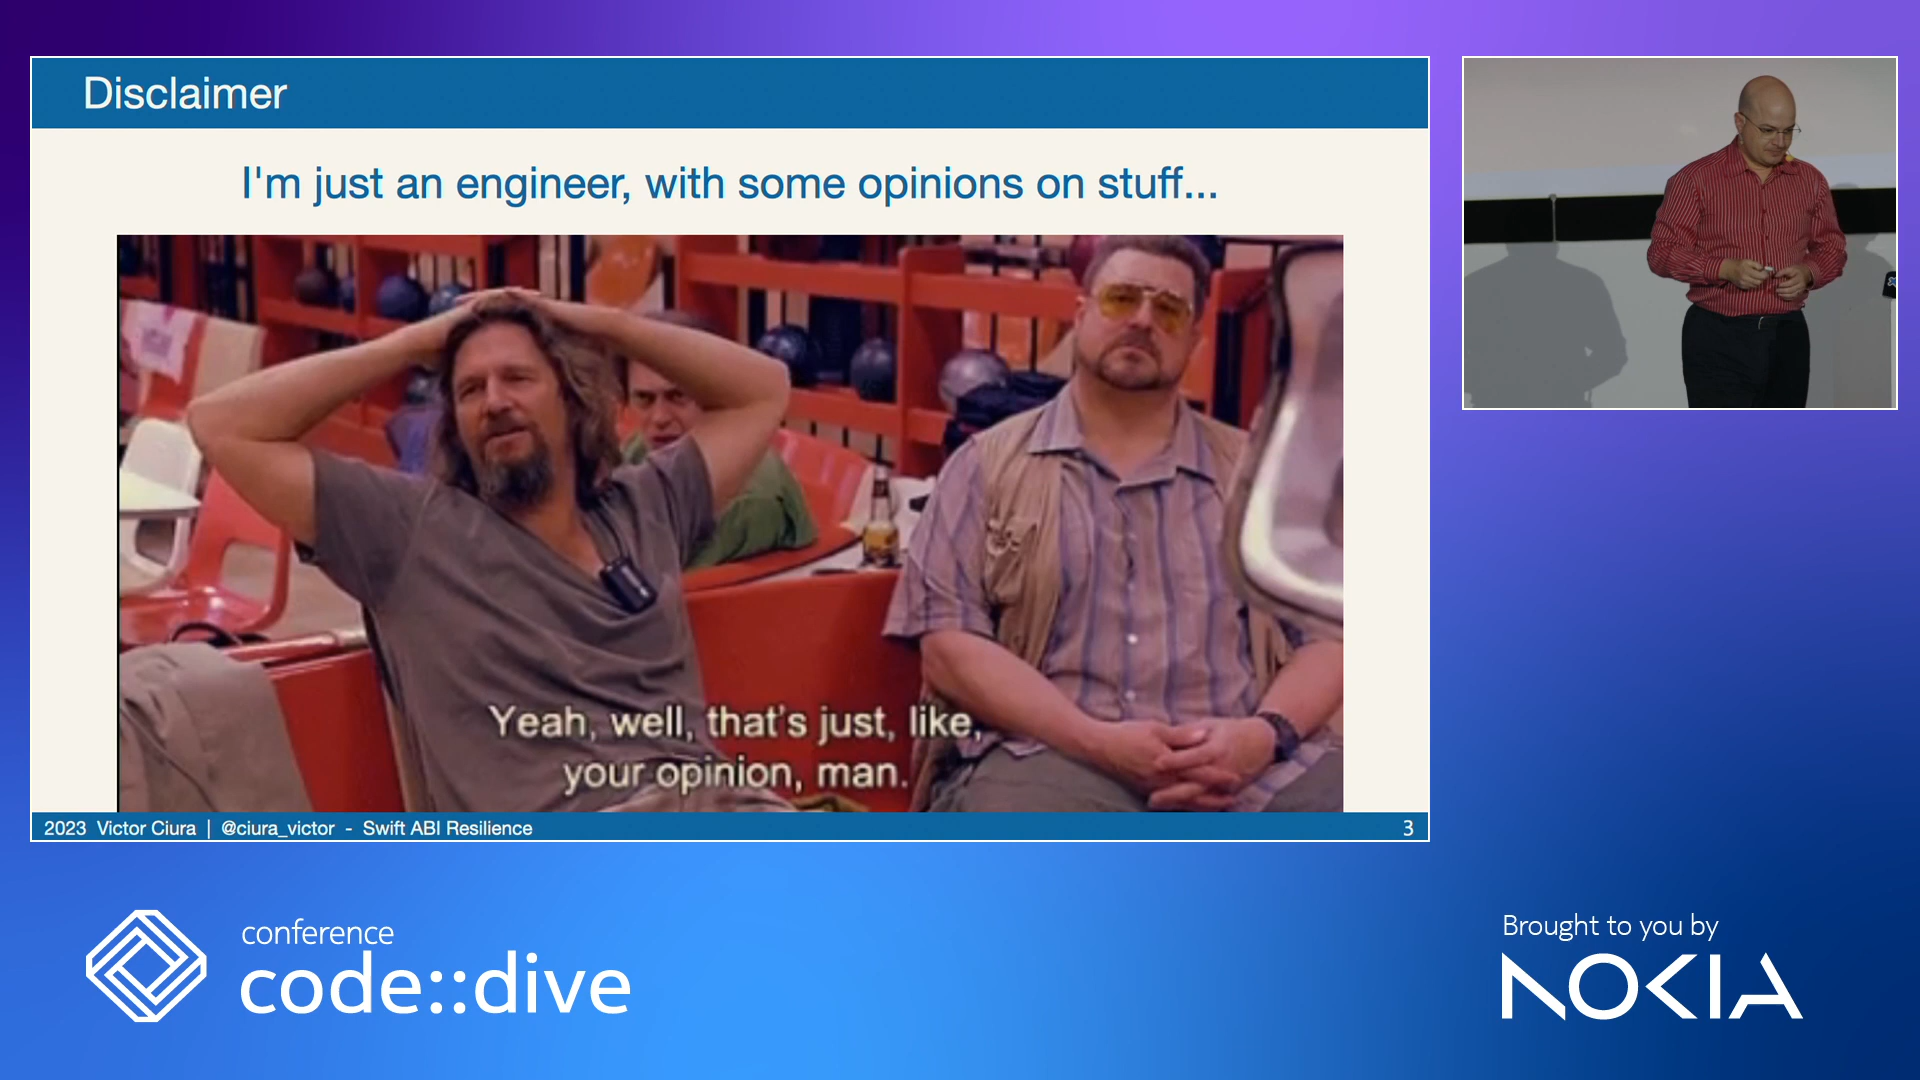 Disclaimer
I'm just an engineer, with some opinions on stuff...
Yeah, well, that's just, like,
your opinion, man.
2023 Victor Ciura | @ciura_victor - Swift ABI Resilience
3
conference
code::dive
Brought to you by
NOKIA